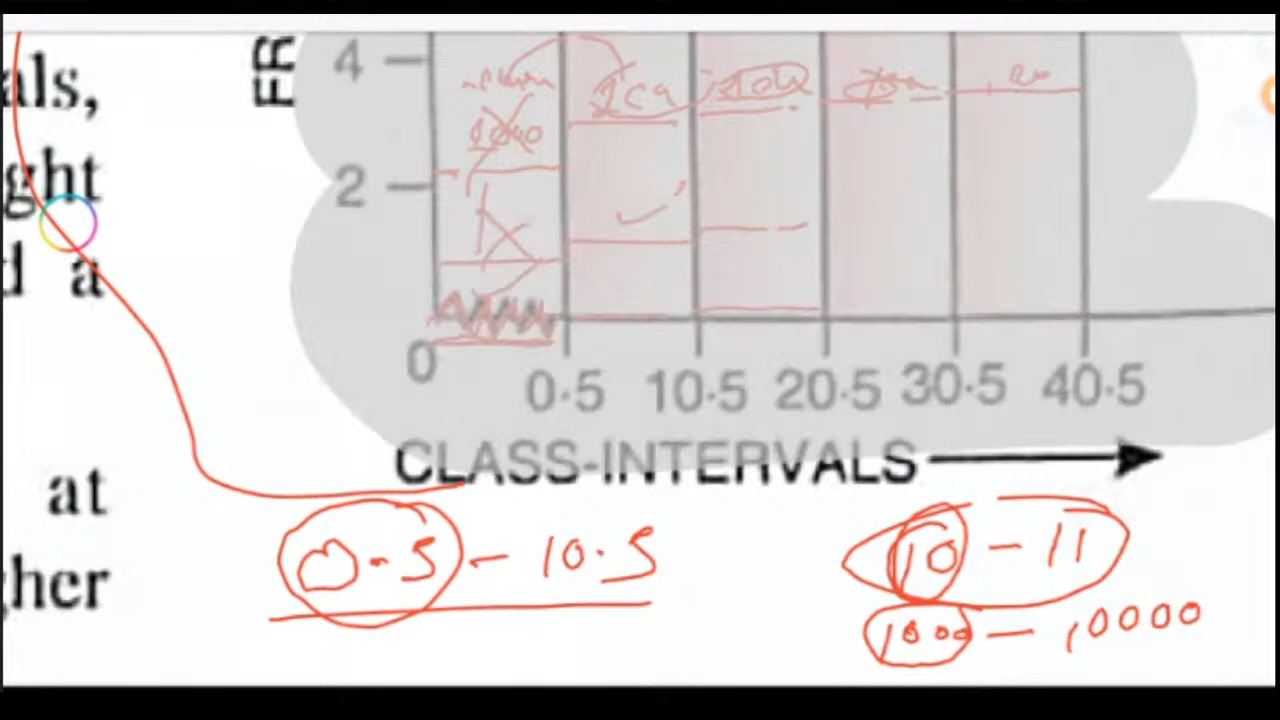 als,
FR
4
ght
2
d a
0
0·5 10·5 20·5 30·5 40·5
CLASS-INTERVALS
at
0-5 - 10.5
10 - 11
gher
1000 - 10000